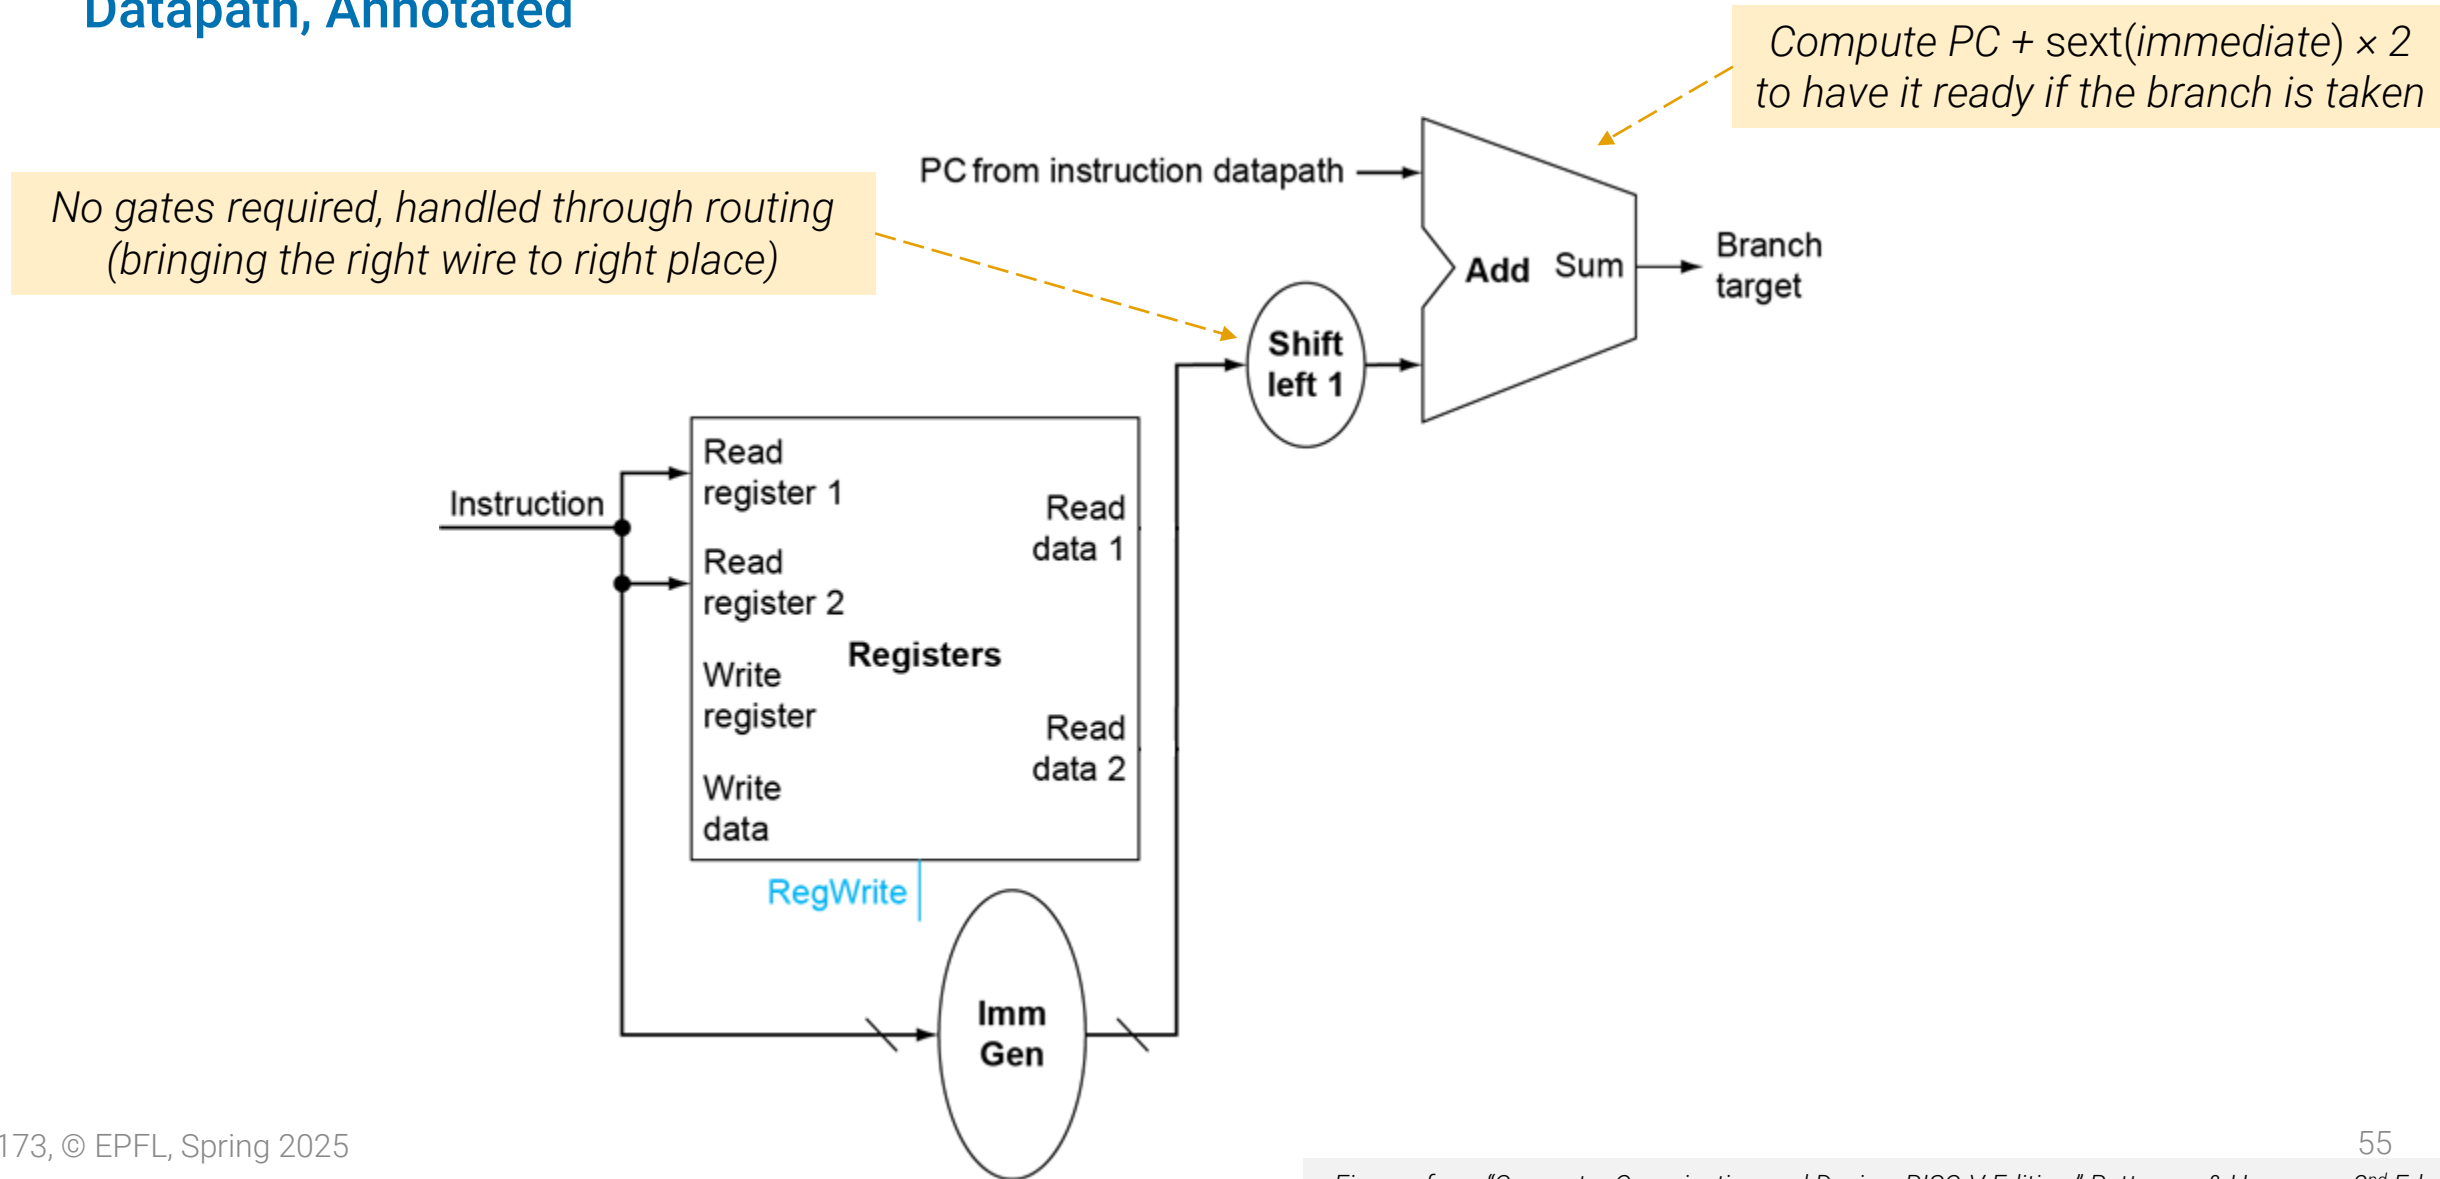 Datapath, Annotated
Compute PC + sext(immediate) × 2
to have it ready if the branch is taken
PC from instruction datapath
No gates required, handled through routing
(bringing the right wire to right place)
Add Sum
Branch
target
Shift
left 1
Instruction
Read
register 1
Read
data 1
Read
register 2
Registers
Write
register
Read
data 2
Write
data
RegWrite
Imm
Gen
173, © EPFL, Spring 2025
55